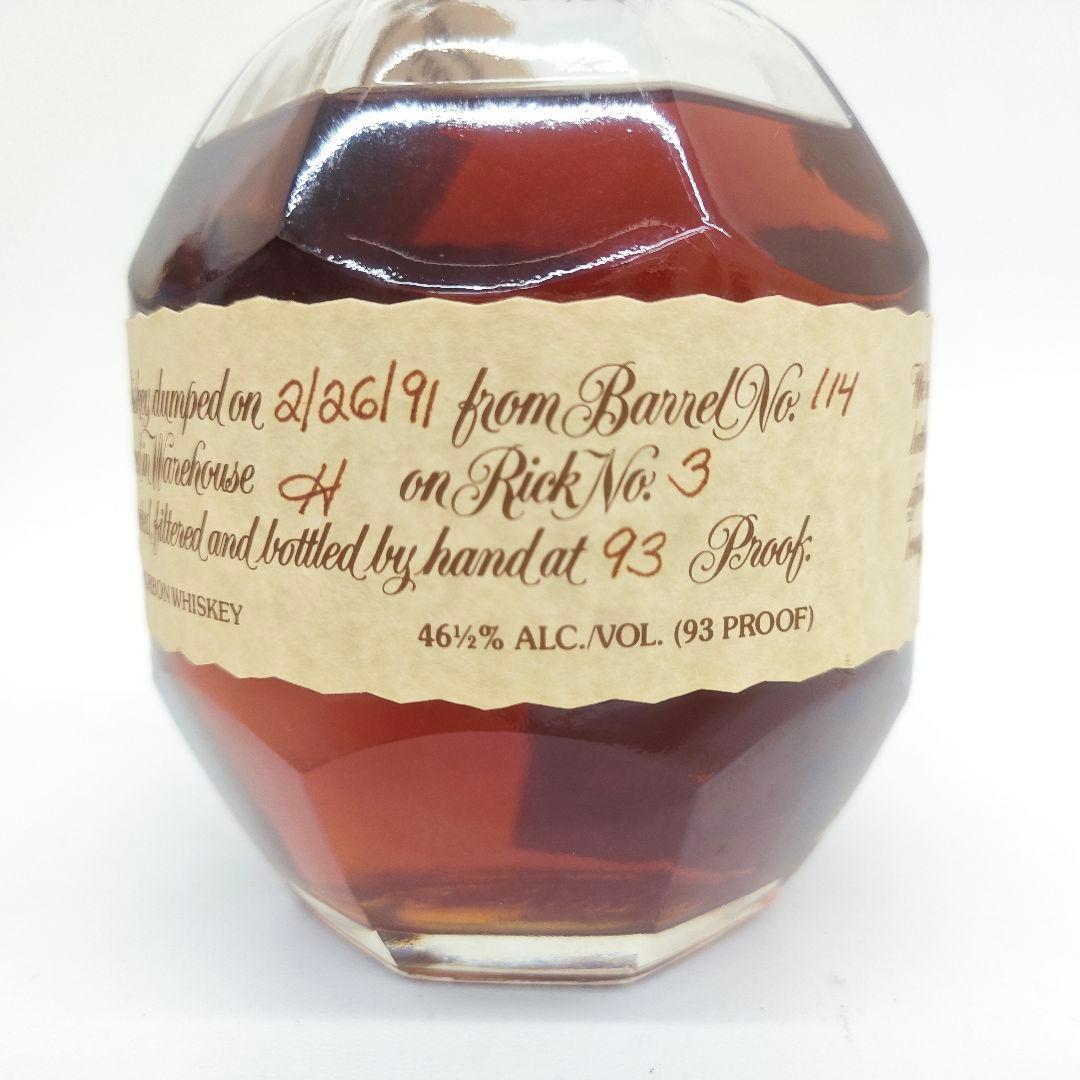 dumped on 2/26/91 from Barrel No. 114
in Warehouse H on Rick No. 3
filtered and bottled by hand at 93 Proof.
WHISKEY
46½% ALC./VOL. (93 PROOF)